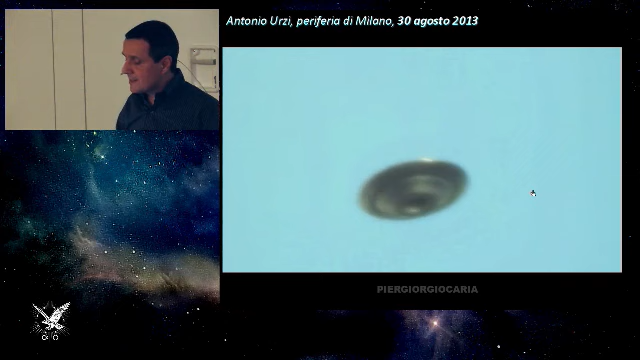 Antonio Urzi, periferia di Milano, 30 agosto 2013
PIERGIORGIOCARIA